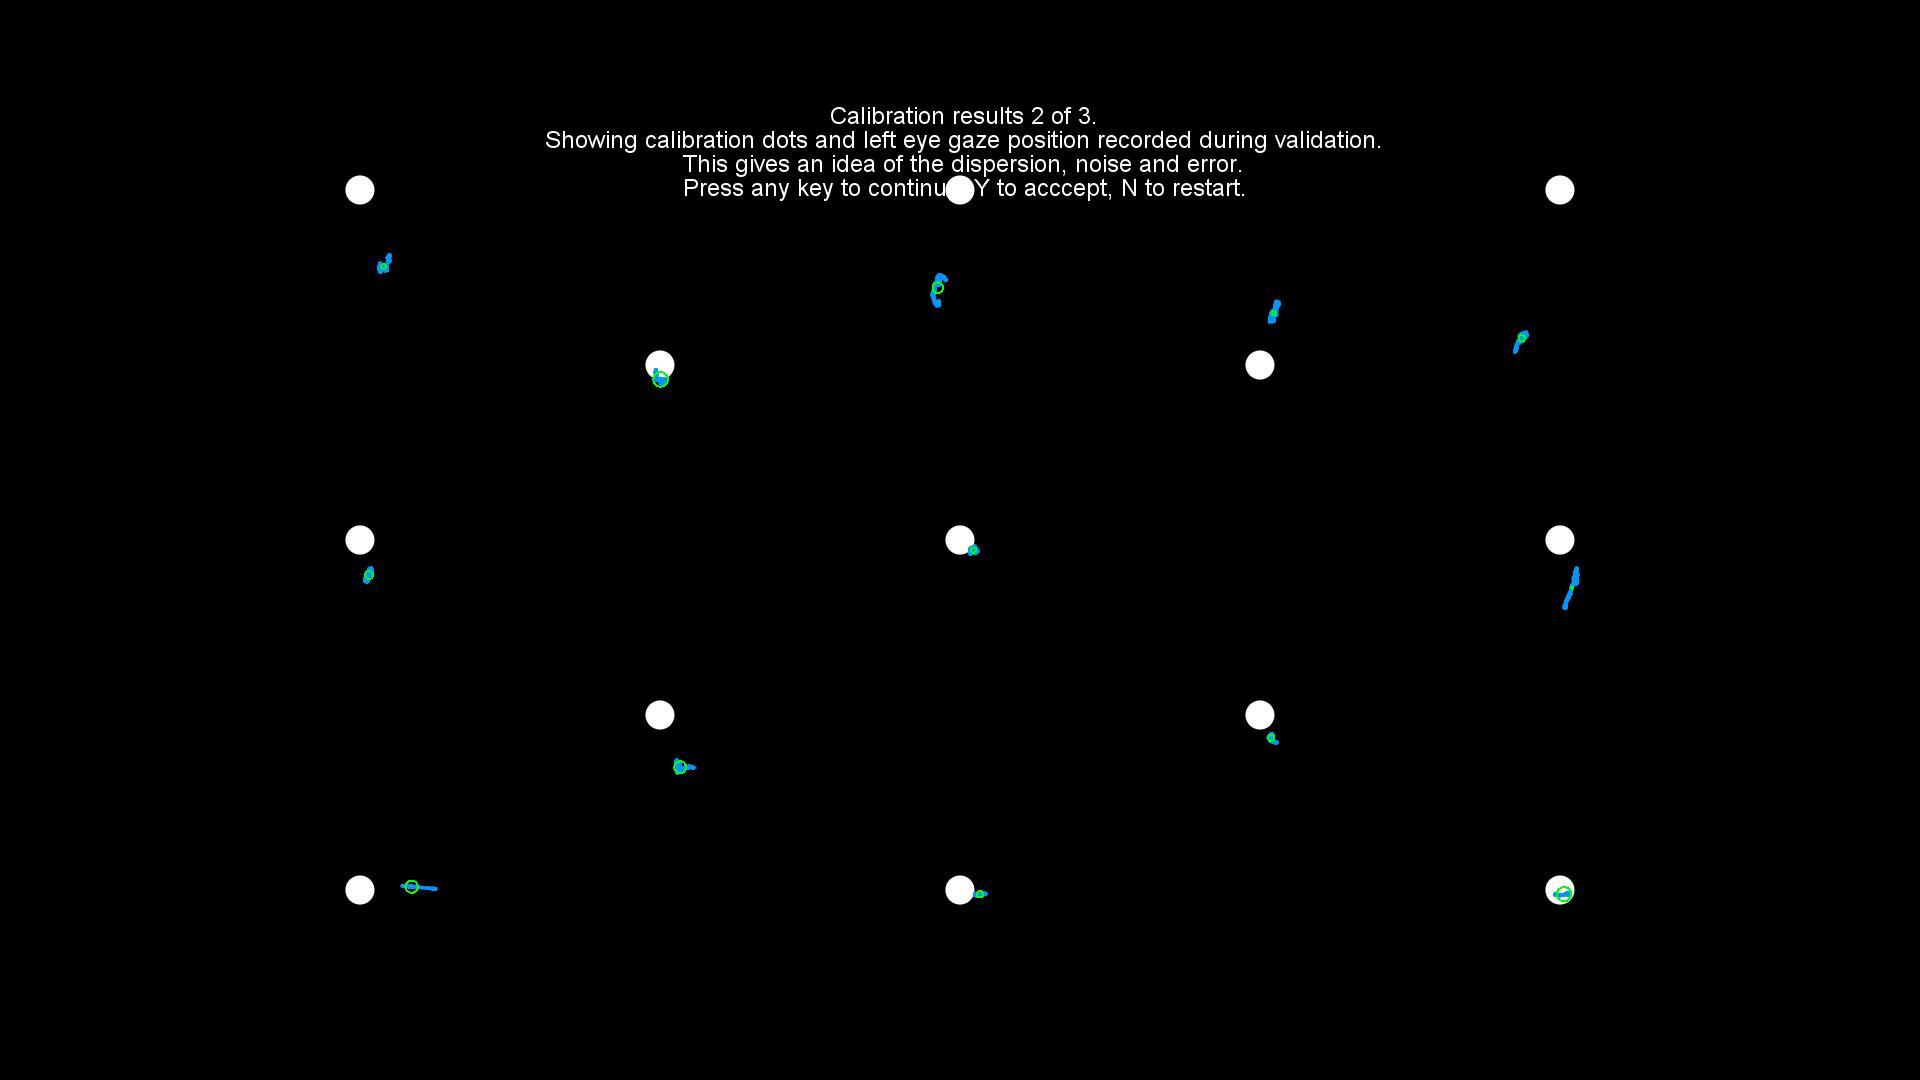 Calibration results 2 of 3.
Showing calibration dots and left eye gaze position recorded during validation.
This gives an idea of the dispersion, noise and error.
Press any key to continu Y to acccept, N to restart.